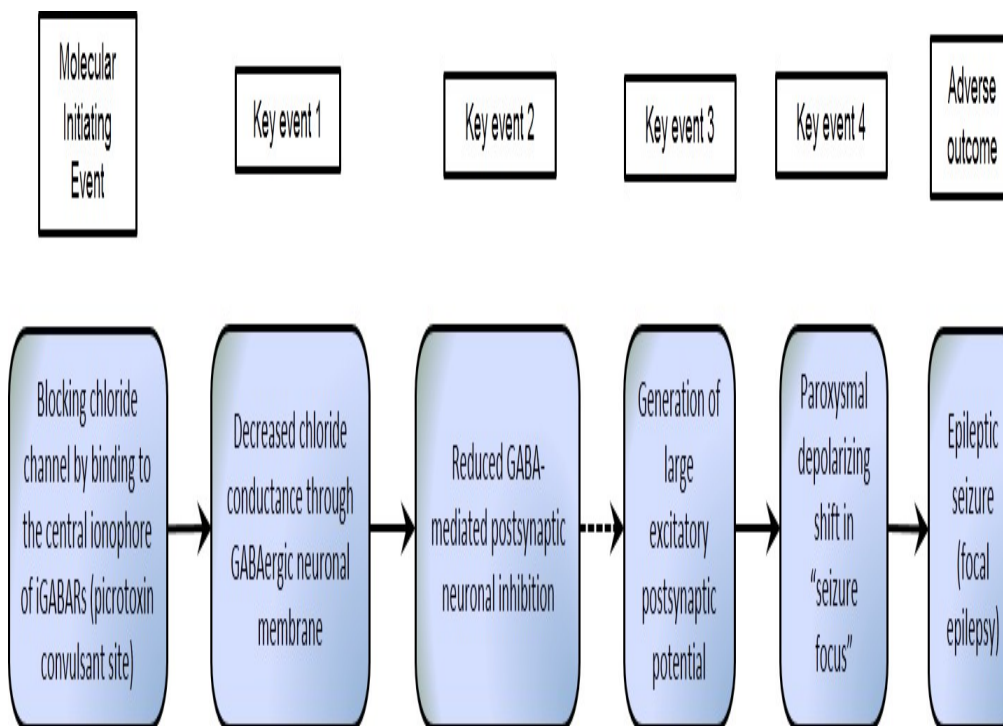 Molecular
Initiating
Event
Key event 1
Key event 2
Key event 3
Key event 4
Adverse
outcome
Blocking chloride
channel by binding to
the central ionophore
of iGABARs (picrotoxin
convulsant site)
Decreased chloride
conductance through
GABAergic neuronal
membrane
Reduced GABA-
mediated postsynaptic
neuronal inhibition
Generation of
large
excitatory
postsynaptic
potential
Paroxysmal
depolarizing
shift in
“seizure
focus”
Epileptic
seizure
(focal
epilepsy)